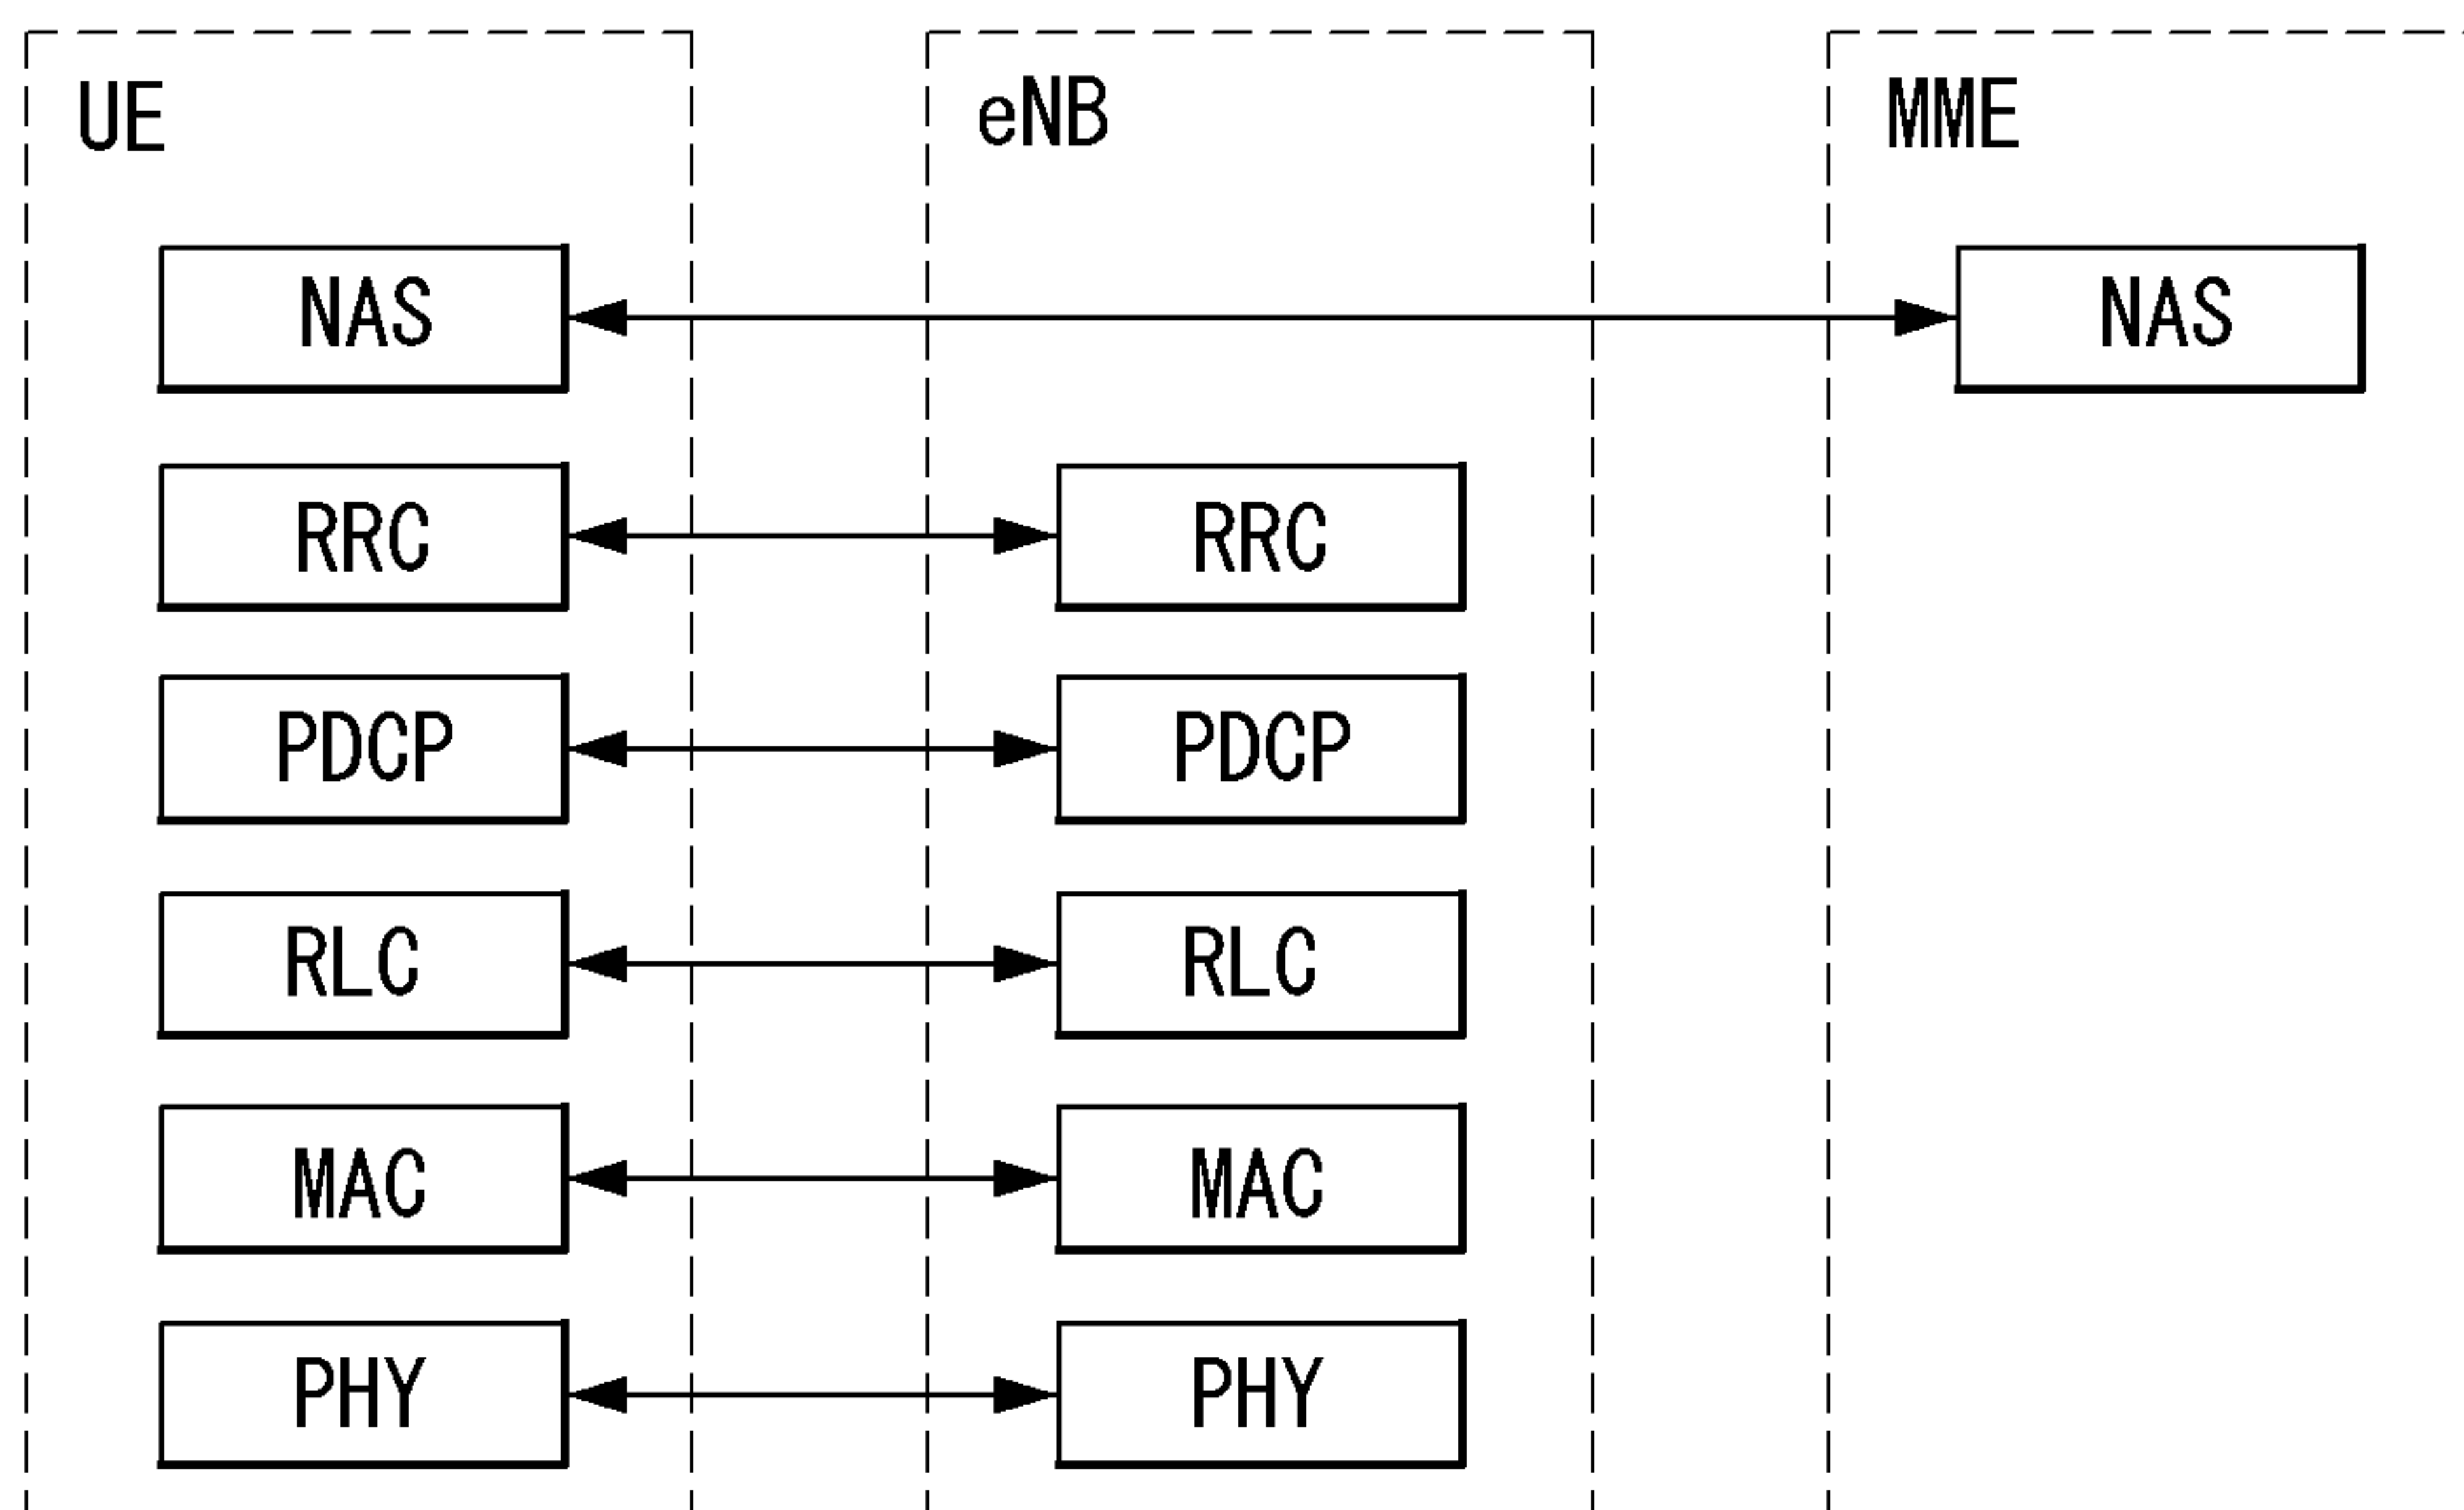 UE
eNB
MME
NAS
NAS
RRC
RRC
PDCP
PDCP
RLC
RLC
MAC
MAC
PHY
PHY